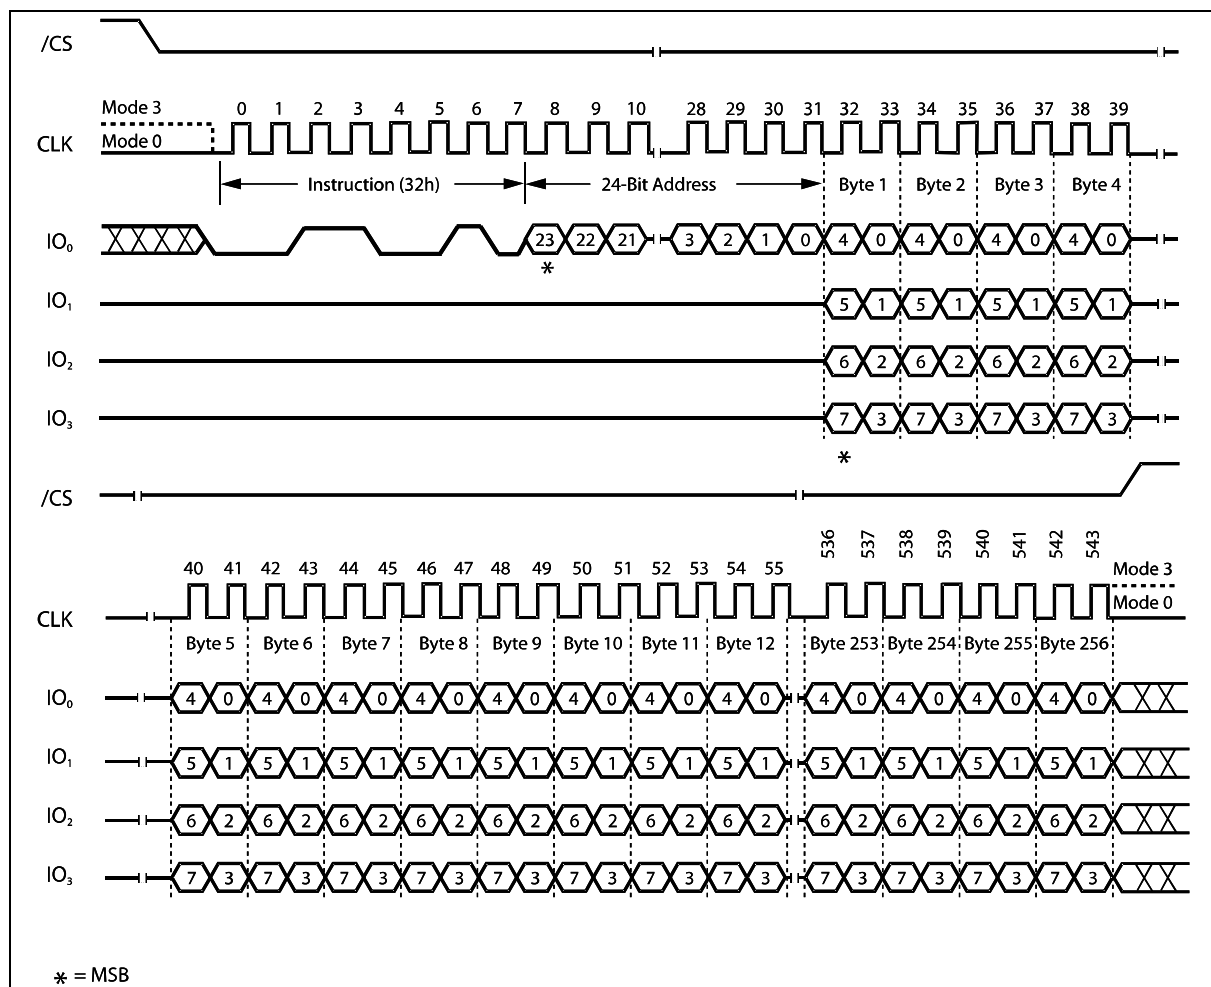 /CS
0 1 2 3 4 5 6 7 8 9 10 28 29 30 31 32 33 34 35 36 37 38 39
Mode 3
CLK Mode 0
Instruction (32h) 24-Bit Address Byte 1 Byte 2 Byte 3 Byte 4
IO₀ 23 22 21 3 2 1 0 4 0 4 0 4 0 4 0
*
IO₁ 5 1 5 1 5 1 5 1
IO₂ 6 2 6 2 6 2 6 2
IO₃ 7 3 7 3 7 3 7 3
*
/CS
536 537 538 539 540 541 542 543
40 41 42 43 44 45 46 47 48 49 50 51 52 53 54 55 Mode 3
CLK Mode 0
Byte 5 Byte 6 Byte 7 Byte 8 Byte 9 Byte 10 Byte 11 Byte 12 Byte 253 Byte 254 Byte 255 Byte 256
IO₀ 4 0 4 0 4 0 4 0 4 0 4 0 4 0 4 0 4 0 4 0 4 0 4 0
IO₁ 5 1 5 1 5 1 5 1 5 1 5 1 5 1 5 1 5 1 5 1 5 1 5 1
IO₂ 6 2 6 2 6 2 6 2 6 2 6 2 6 2 6 2 6 2 6 2 6 2 6 2
IO₃ 7 3 7 3 7 3 7 3 7 3 7 3 7 3 7 3 7 3 7 3 7 3 7 3
* = MSB